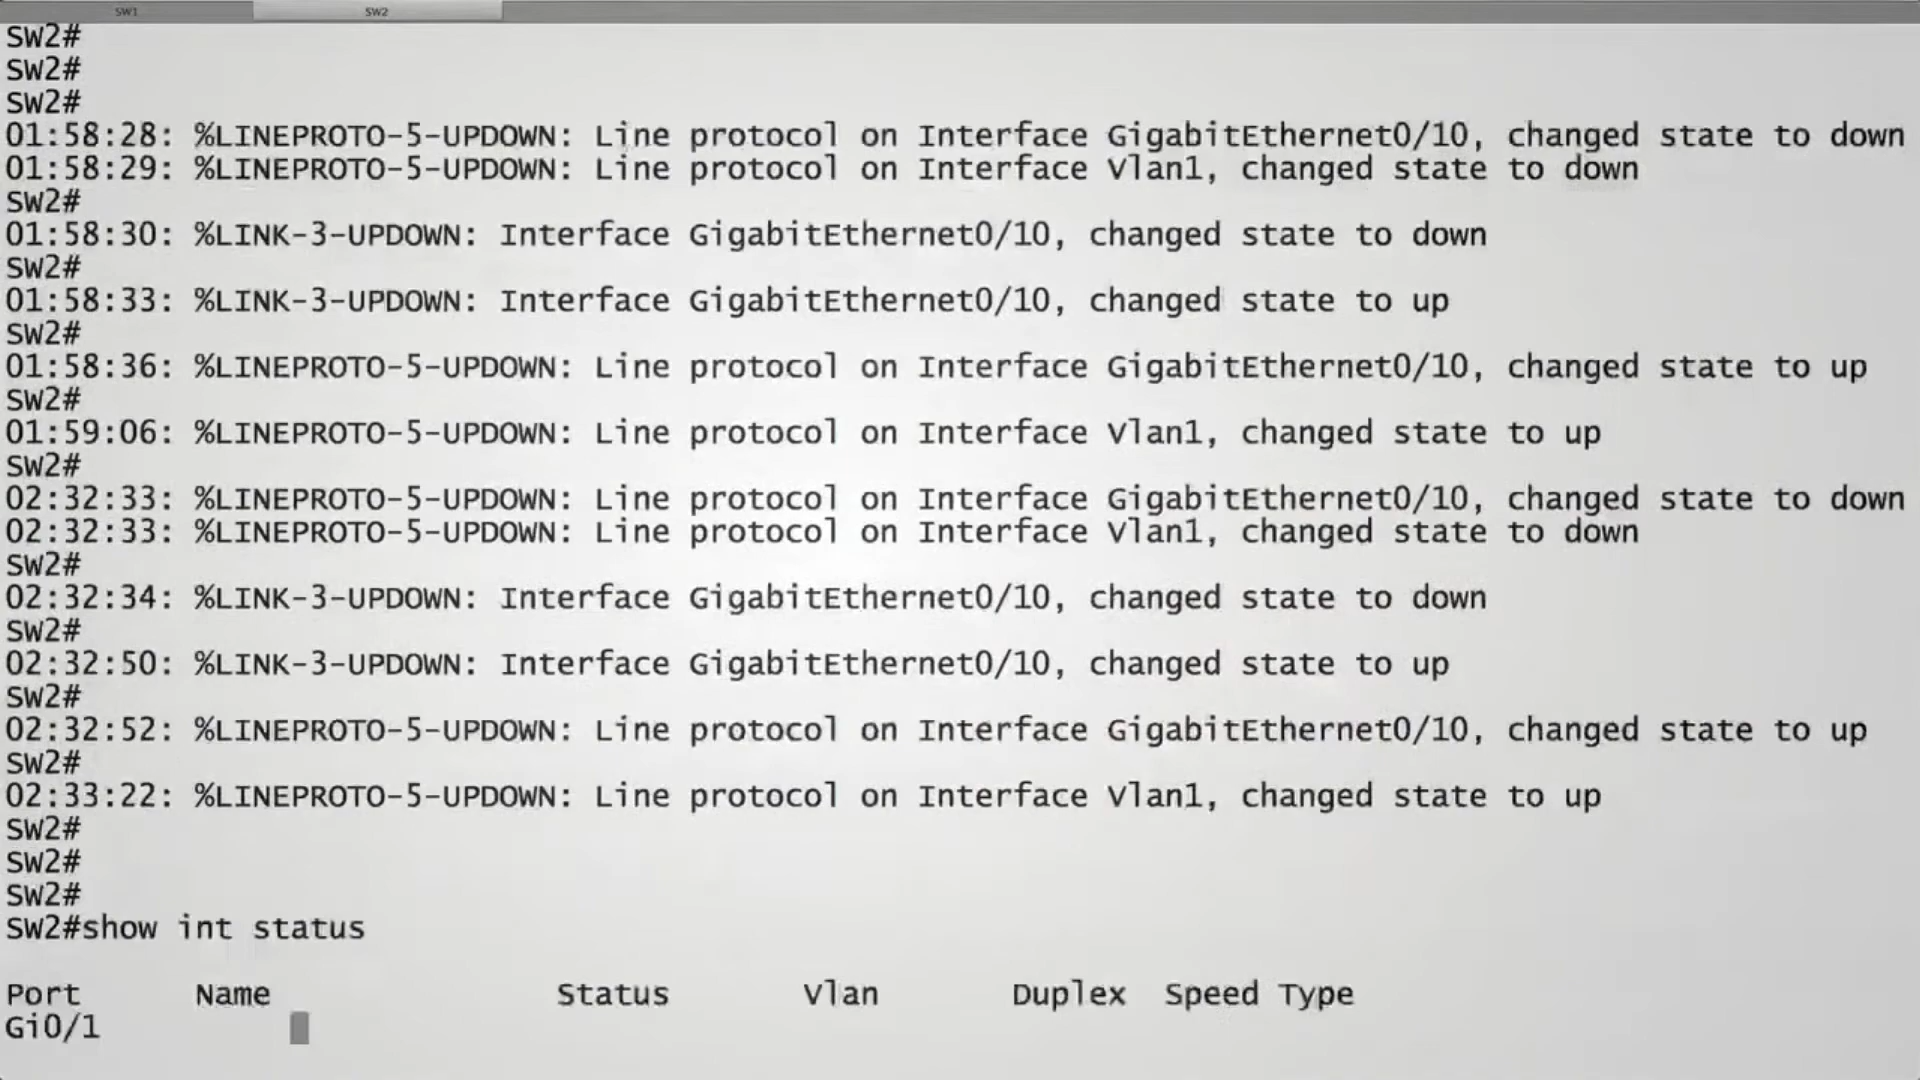 SW1 SW2
SW2#
SW2#
SW2#
01:58:28: %LINEPROTO-5-UPDOWN: Line protocol on Interface GigabitEthernet0/10, changed state to down
01:58:29: %LINEPROTO-5-UPDOWN: Line protocol on Interface Vlan1, changed state to down
SW2#
01:58:30: %LINK-3-UPDOWN: Interface GigabitEthernet0/10, changed state to down
SW2#
01:58:33: %LINK-3-UPDOWN: Interface GigabitEthernet0/10, changed state to up
SW2#
01:58:36: %LINEPROTO-5-UPDOWN: Line protocol on Interface GigabitEthernet0/10, changed state to up
SW2#
01:59:06: %LINEPROTO-5-UPDOWN: Line protocol on Interface Vlan1, changed state to up
SW2#
02:32:33: %LINEPROTO-5-UPDOWN: Line protocol on Interface GigabitEthernet0/10, changed state to down
02:32:33: %LINEPROTO-5-UPDOWN: Line protocol on Interface Vlan1, changed state to down
SW2#
02:32:34: %LINK-3-UPDOWN: Interface GigabitEthernet0/10, changed state to down
SW2#
02:32:50: %LINK-3-UPDOWN: Interface GigabitEthernet0/10, changed state to up
SW2#
02:32:52: %LINEPROTO-5-UPDOWN: Line protocol on Interface GigabitEthernet0/10, changed state to up
SW2#
02:33:22: %LINEPROTO-5-UPDOWN: Line protocol on Interface Vlan1, changed state to up
SW2#
SW2#
SW2#
SW2#show int status
Port Name Status Vlan Duplex Speed Type
Gi0/1